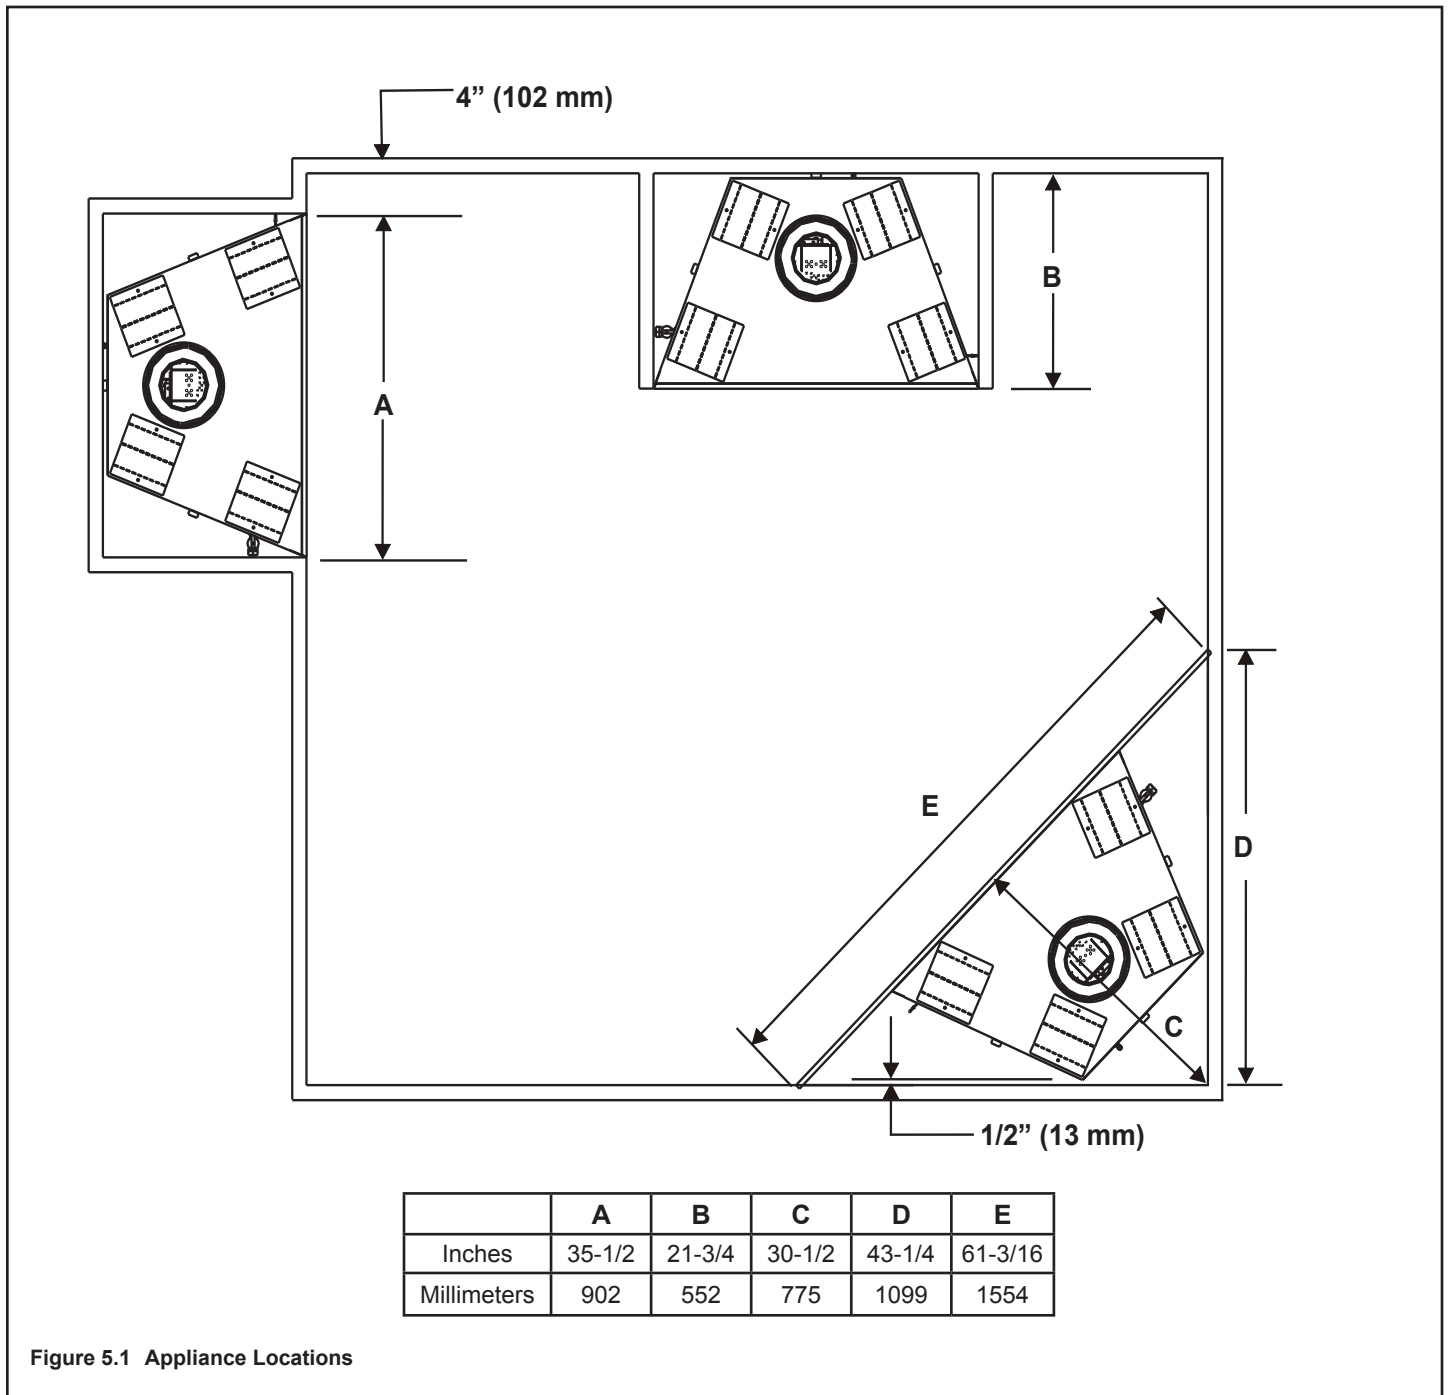 4” (102 mm)
B
A
E
D
C
1/2” (13 mm)
A B C D E
Inches 35-1/2 21-3/4 30-1/2 43-1/4 61-3/16
Millimeters 902 552 775 1099 1554
Figure 5.1 Appliance Locations